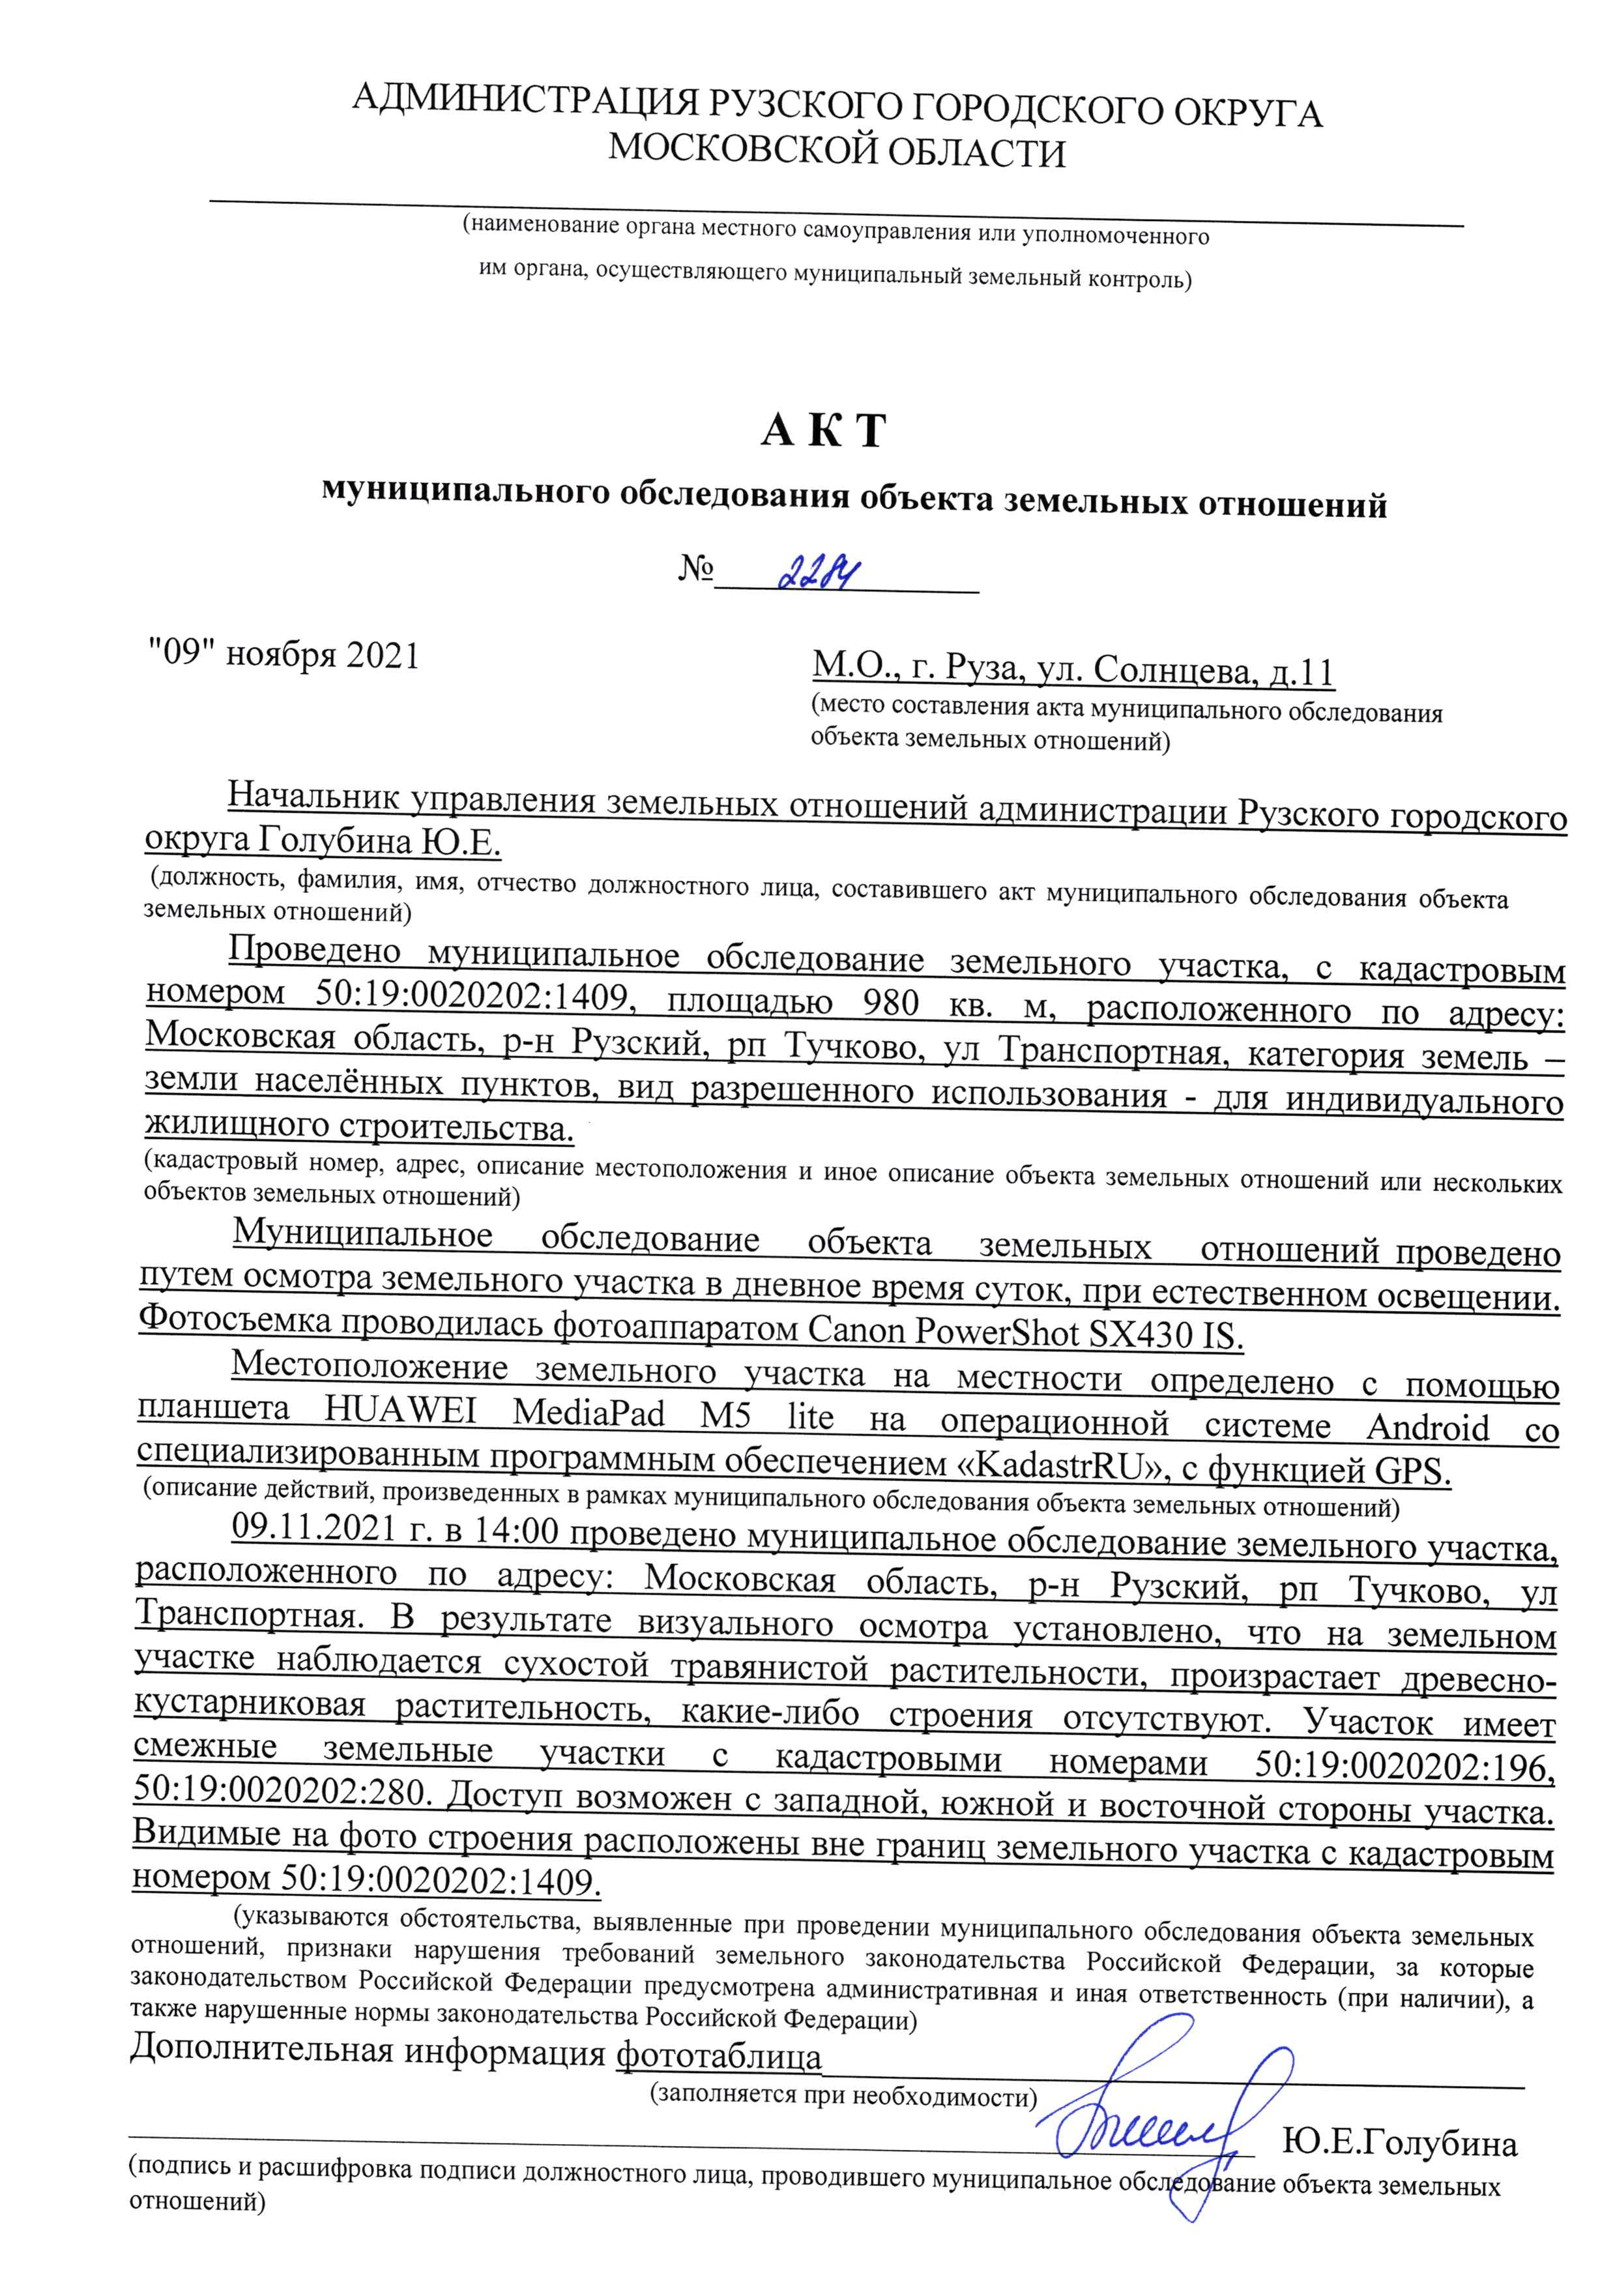 АДМИНИСТРАЦИЯ РУЗСКОГО ГОРОДСКОГО ОКРУГА
МОСКОВСКОЙ ОБЛАСТИ
(наименование органа местного самоуправления или уполномоченного
им органа, осуществляющего муниципальный земельный контроль)
А К Т
муниципального обследования объекта земельных отношений
№ 2284
"09" ноября 2021
М.О., г. Руза, ул. Солнцева, д.11
(место составления акта муниципального обследования
объекта земельных отношений)
Начальник управления земельных отношений администрации Рузского городского
округа Голубина Ю.Е.
(должность, фамилия, имя, отчество должностного лица, составившего акт муниципального обследования объекта
земельных отношений)
Проведено муниципальное обследование земельного участка, с кадастровым
номером 50:19:0020202:1409, площадью 980 кв. м, расположенного по адресу:
Московская область, р-н Рузский, рп Тучково, ул Транспортная, категория земель –
земли населённых пунктов, вид разрешенного использования - для индивидуального
жилищного строительства.
(кадастровый номер, адрес, описание местоположения и иное описание объекта земельных отношений или нескольких
объектов земельных отношений)
Муниципальное обследование объекта земельных отношений проведено
путем осмотра земельного участка в дневное время суток, при естественном освещении.
Фотосъемка проводилась фотоаппаратом Canon PowerShot SX430 IS.
Местоположение земельного участка на местности определено с помощью
планшета HUAWEI MediaPad M5 lite на операционной системе Android со
специализированным программным обеспечением «KadastrRU», с функцией GPS.
(описание действий, произведенных в рамках муниципального обследования объекта земельных отношений)
09.11.2021 г. в 14:00 проведено муниципальное обследование земельного участка,
расположенного по адресу: Московская область, р-н Рузский, рп Тучково, ул
Транспортная. В результате визуального осмотра установлено, что на земельном
участке наблюдается сухостой травянистой растительности, произрастает древесно-
кустарниковая растительность, какие-либо строения отсутствуют. Участок имеет
смежные земельные участки с кадастровыми номерами 50:19:0020202:196,
50:19:0020202:280. Доступ возможен с западной, южной и восточной стороны участка.
Видимые на фото строения расположены вне границ земельного участка с кадастровым
номером 50:19:0020202:1409.
(указываются обстоятельства, выявленные при проведении муниципального обследования объекта земельных
отношений, признаки нарушения требований земельного законодательства Российской Федерации, за которые
законодательством Российской Федерации предусмотрена административная и иная ответственность (при наличии), а
также нарушенные нормы законодательства Российской Федерации)
Дополнительная информация фототаблица
(заполняется при необходимости)
Ю.Е.Голубина
(подпись и расшифровка подписи должностного лица, проводившего муниципальное обследование объекта земельных
отношений)